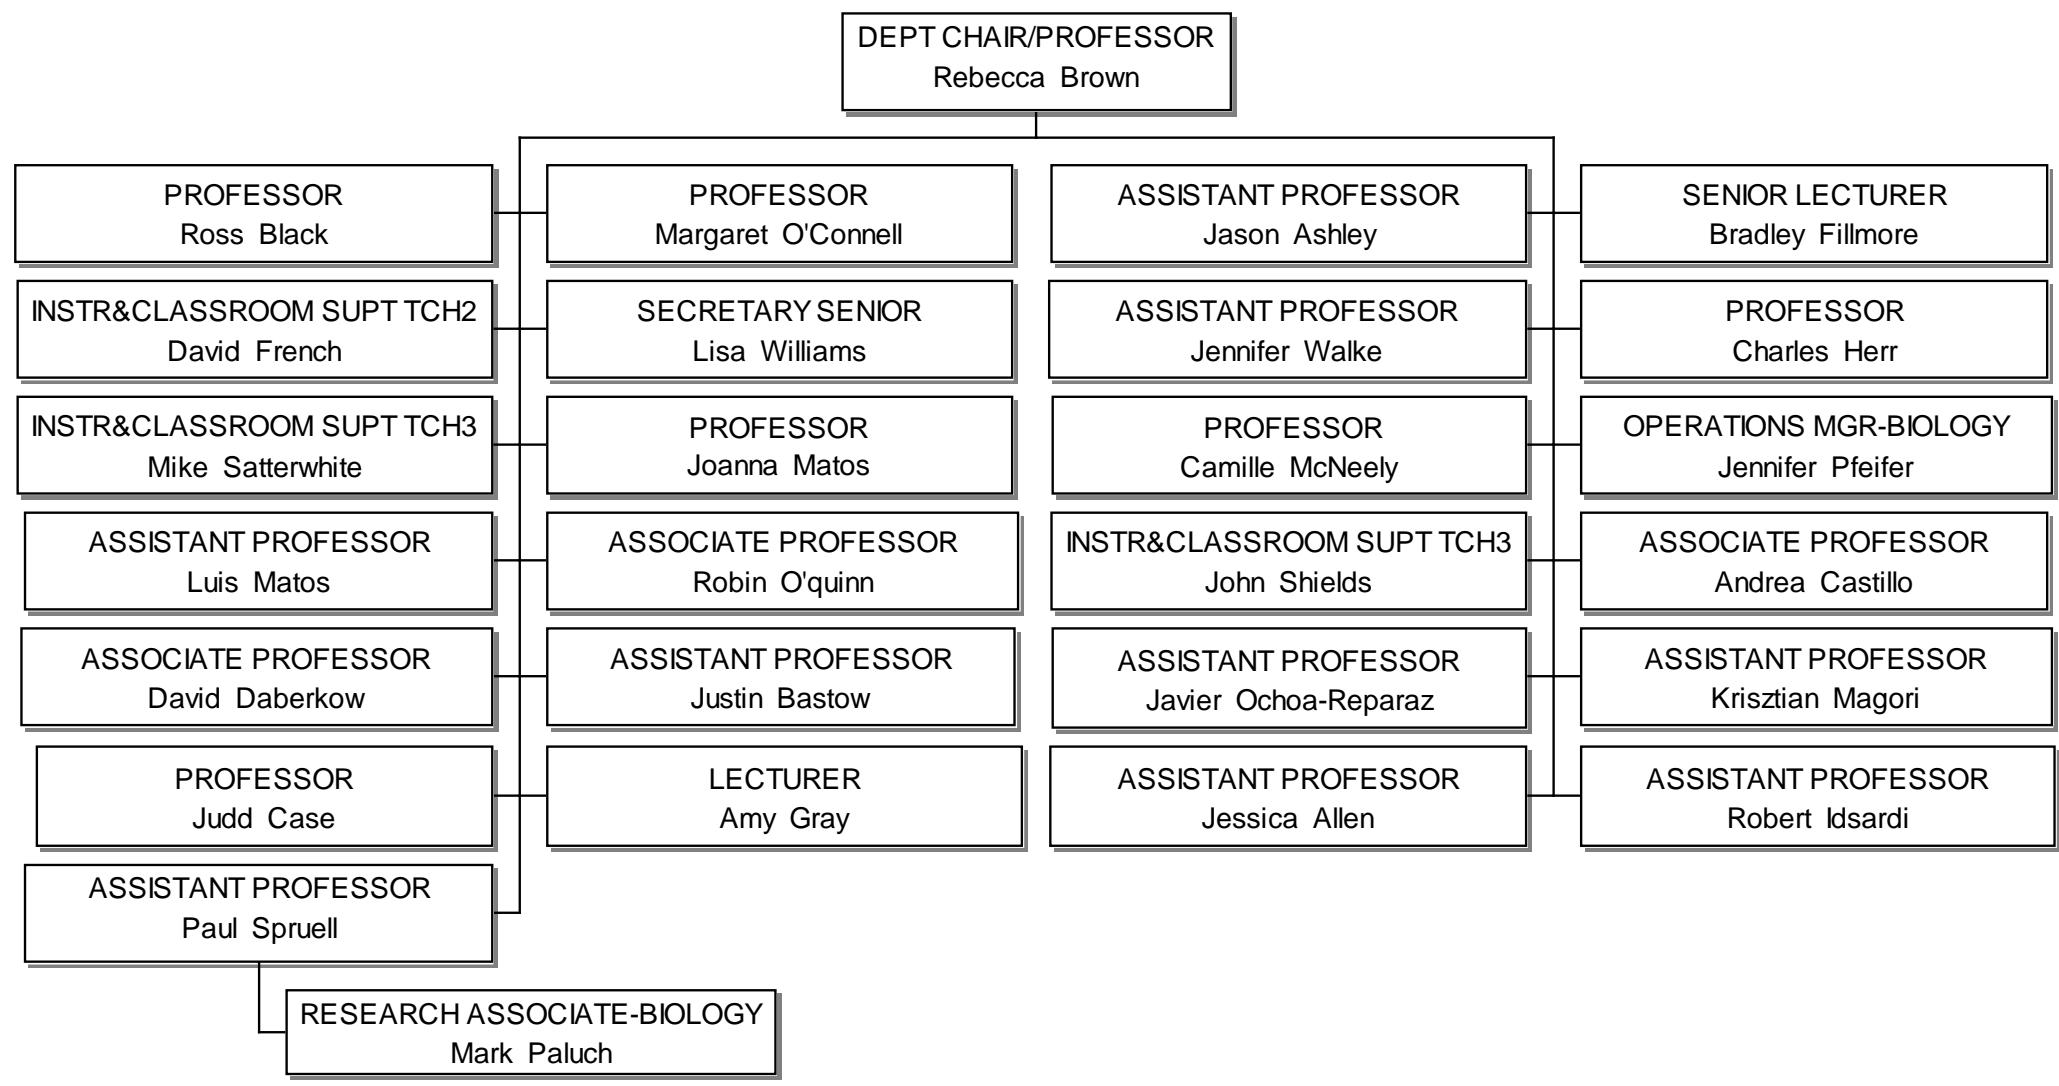 DEPT CHAIR/PROFESSOR
Rebecca Brown
PROFESSOR
Ross Black
PROFESSOR
Margaret O'Connell
ASSISTANT PROFESSOR
Jason Ashley
SENIOR LECTURER
Bradley Fillmore
INSTR&CLASSROOM SUPT TCH2
David French
SECRETARY SENIOR
Lisa Williams
ASSISTANT PROFESSOR
Jennifer Walke
PROFESSOR
Charles Herr
INSTR&CLASSROOM SUPT TCH3
Mike Satterwhite
PROFESSOR
Joanna Matos
PROFESSOR
Camille McNeely
OPERATIONS MGR-BIOLOGY
Jennifer Pfeifer
ASSISTANT PROFESSOR
Luis Matos
ASSOCIATE PROFESSOR
Robin O'quinn
INSTR&CLASSROOM SUPT TCH3
John Shields
ASSOCIATE PROFESSOR
Andrea Castillo
ASSOCIATE PROFESSOR
David Daberkow
ASSISTANT PROFESSOR
Justin Bastow
ASSISTANT PROFESSOR
Javier Ochoa-Reparaz
ASSISTANT PROFESSOR
Krisztian Magori
PROFESSOR
Judd Case
LECTURER
Amy Gray
ASSISTANT PROFESSOR
Jessica Allen
ASSISTANT PROFESSOR
Robert Idsardi
ASSISTANT PROFESSOR
Paul Spruell
RESEARCH ASSOCIATE-BIOLOGY
Mark Paluch